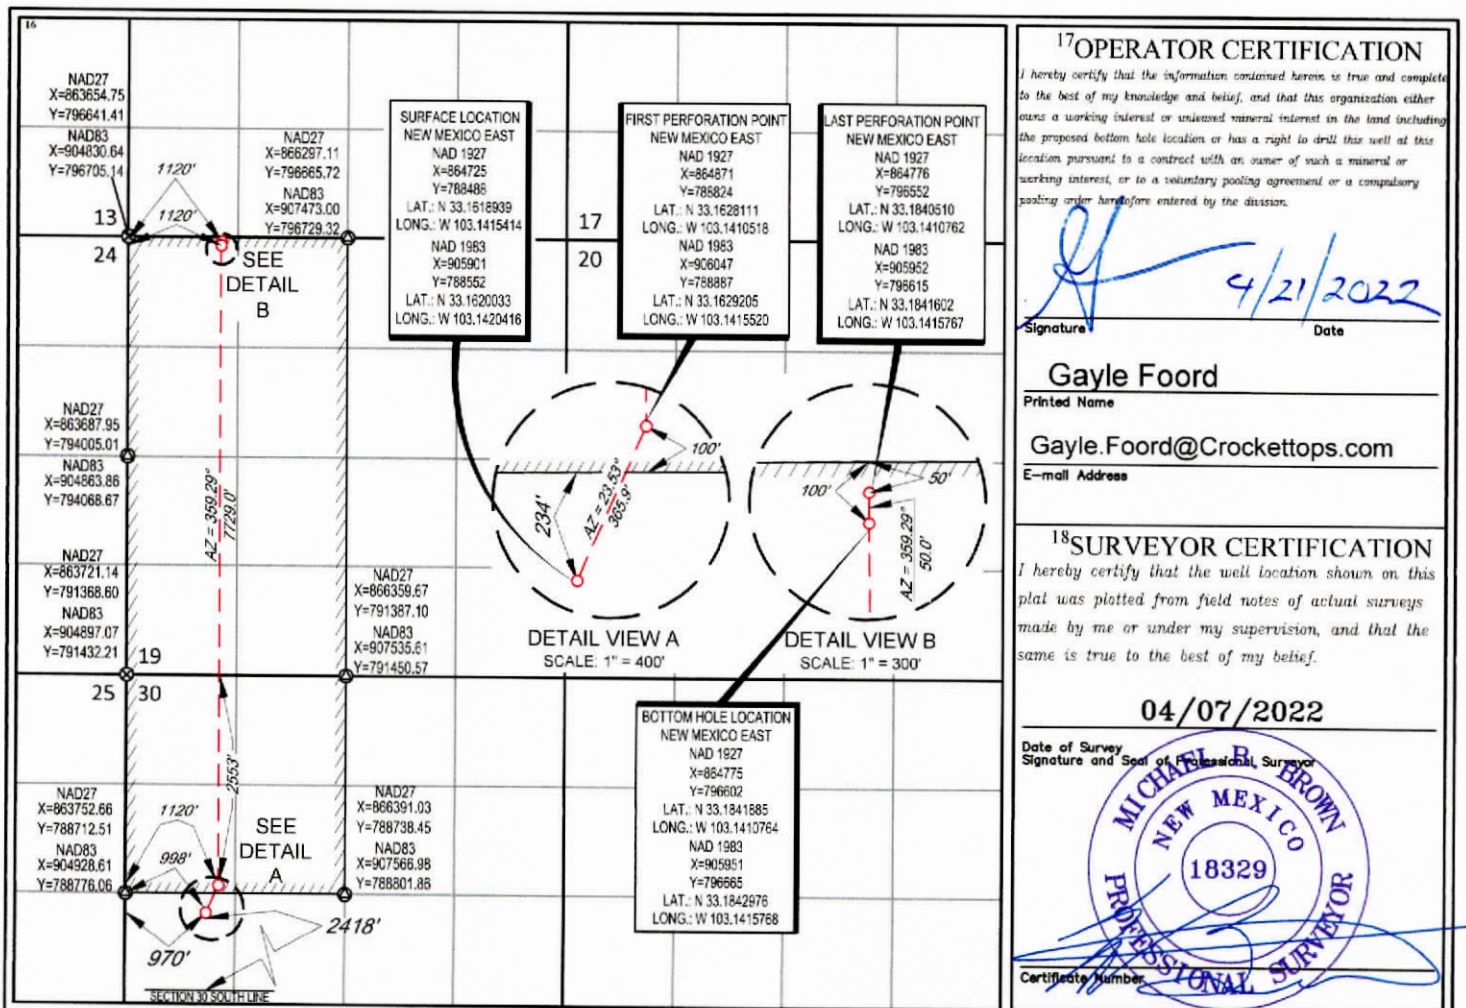 16
NAD27
X=863654.75
Y=796641.41
NAD83
X=904830.64
Y=796705.14
1120'
1120'
NAD27
X=866297.11
Y=796665.72
NAD83
X=907473.00
Y=796729.32
13
24
17
20
SEE
DETAIL
B
SURFACE LOCATION
NEW MEXICO EAST
NAD 1927
X=864725
Y=788488
LAT.: N 33.1618939
LONG.: W 103.1415414
NAD 1983
X=905901
Y=788552
LAT.: N 33.1620033
LONG.: W 103.1420416
FIRST PERFORATION POINT
NEW MEXICO EAST
NAD 1927
X=864871
Y=788824
LAT.: N 33.1628111
LONG.: W 103.1410518
NAD 1983
X=906047
Y=788887
LAT.: N 33.1629205
LONG.: W 103.1415520
LAST PERFORATION POINT
NEW MEXICO EAST
NAD 1927
X=864776
Y=796552
LAT.: N 33.1840510
LONG.: W 103.1410762
NAD 1983
X=905952
Y=796615
LAT.: N 33.1841602
LONG.: W 103.1415767
NAD27
X=863687.95
Y=794005.01
NAD83
X=904863.86
Y=794068.67
AZ = 359.29°
7729.0'
NAD27
X=863721.14
Y=791368.60
NAD83
X=904897.07
Y=791432.21
NAD27
X=866359.67
Y=791387.10
NAD83
X=907535.61
Y=791450.57
19
25
30
234'
AZ = 23.53°
365.9'
100'
DETAIL VIEW A
SCALE: 1" = 400'
100'
50'
AZ = 359.29°
50.0'
DETAIL VIEW B
SCALE: 1" = 300'
BOTTOM HOLE LOCATION
NEW MEXICO EAST
NAD 1927
X=864775
Y=796602
LAT.: N 33.1841885
LONG.: W 103.1410764
NAD 1983
X=905951
Y=796665
LAT.: N 33.1842976
LONG.: W 103.1415768
2553'
NAD27
X=863752.66
Y=788712.51
NAD83
X=904928.61
Y=788776.06
1120'
998'
SEE
DETAIL
A
NAD27
X=866391.03
Y=788738.45
NAD83
X=907566.98
Y=788801.86
970'
2418'
SECTION 30 SOUTH LINE
17 OPERATOR CERTIFICATION
I hereby certify that the information contained herein is true and complete
to the best of my knowledge and belief, and that this organization either
owns a working interest or unleased mineral interest in the land including
the proposed bottom hole location or has a right to drill this well at this
location pursuant to a contract with an owner of such a mineral or
working interest, or to a voluntary pooling agreement or a compulsory
pooling order heretofore entered by the division.
4/21/2022
Signature Date
Gayle Foord
Printed Name
Gayle.Foord@Crockettops.com
E-mail Address
18 SURVEYOR CERTIFICATION
I hereby certify that the well location shown on this
plat was plotted from field notes of actual surveys
made by me or under my supervision, and that the
same is true to the best of my belief.
04/07/2022
Date of Survey
Signature and Seal of Professional Surveyor
MICHAEL B. BROWN
NEW MEXICO
18329
PROFESSIONAL SURVEYOR
Certificate Number